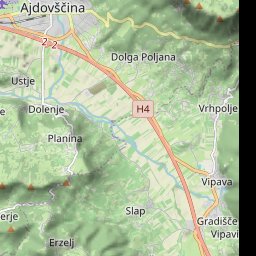 Ajdovščina
2 2
Dolga Poljana
Ustje
Dolenje
H4
Vrhpolje
Planina
Vipava
Slap
Gradišče
Vipavi
erje
Erzelj